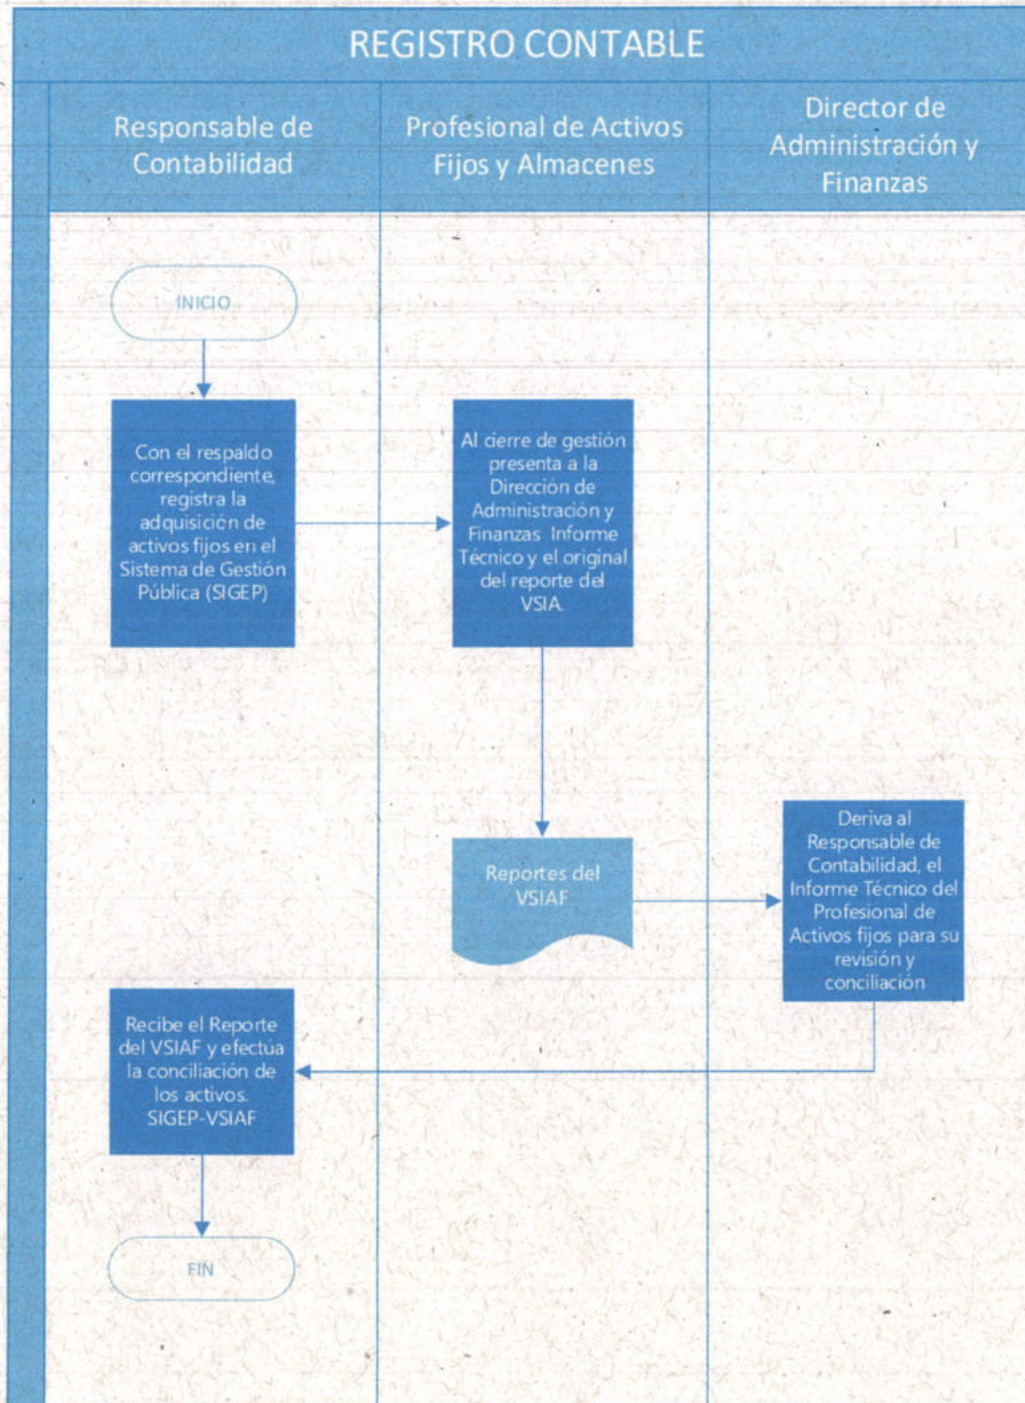 REGISTRO CONTABLE
Responsable de
Contabilidad
Profesional de Activos
Fijos y Almacenes
Director de
Administración y
Finanzas
INICIO
Con el respaldo
correspondiente,
registra la
adquisición de
activos fijos en el
Sistema de Gestión
Pública (SIGEP)
Al cierre de gestión
presenta a la
Dirección de
Administración y
Finanzas Informe
Técnico y el original
del reporte del
VSIA.
Reportes del
VSIAF
Deriva al
Responsable de
Contabilidad, el
Informe Técnico del
Profesional de
Activos fijos para su
revisión y
conciliación
Recibe el Reporte
del VSIAF y efectúa
la conciliación de
los activos.
SIGEP-VSIAF
FIN